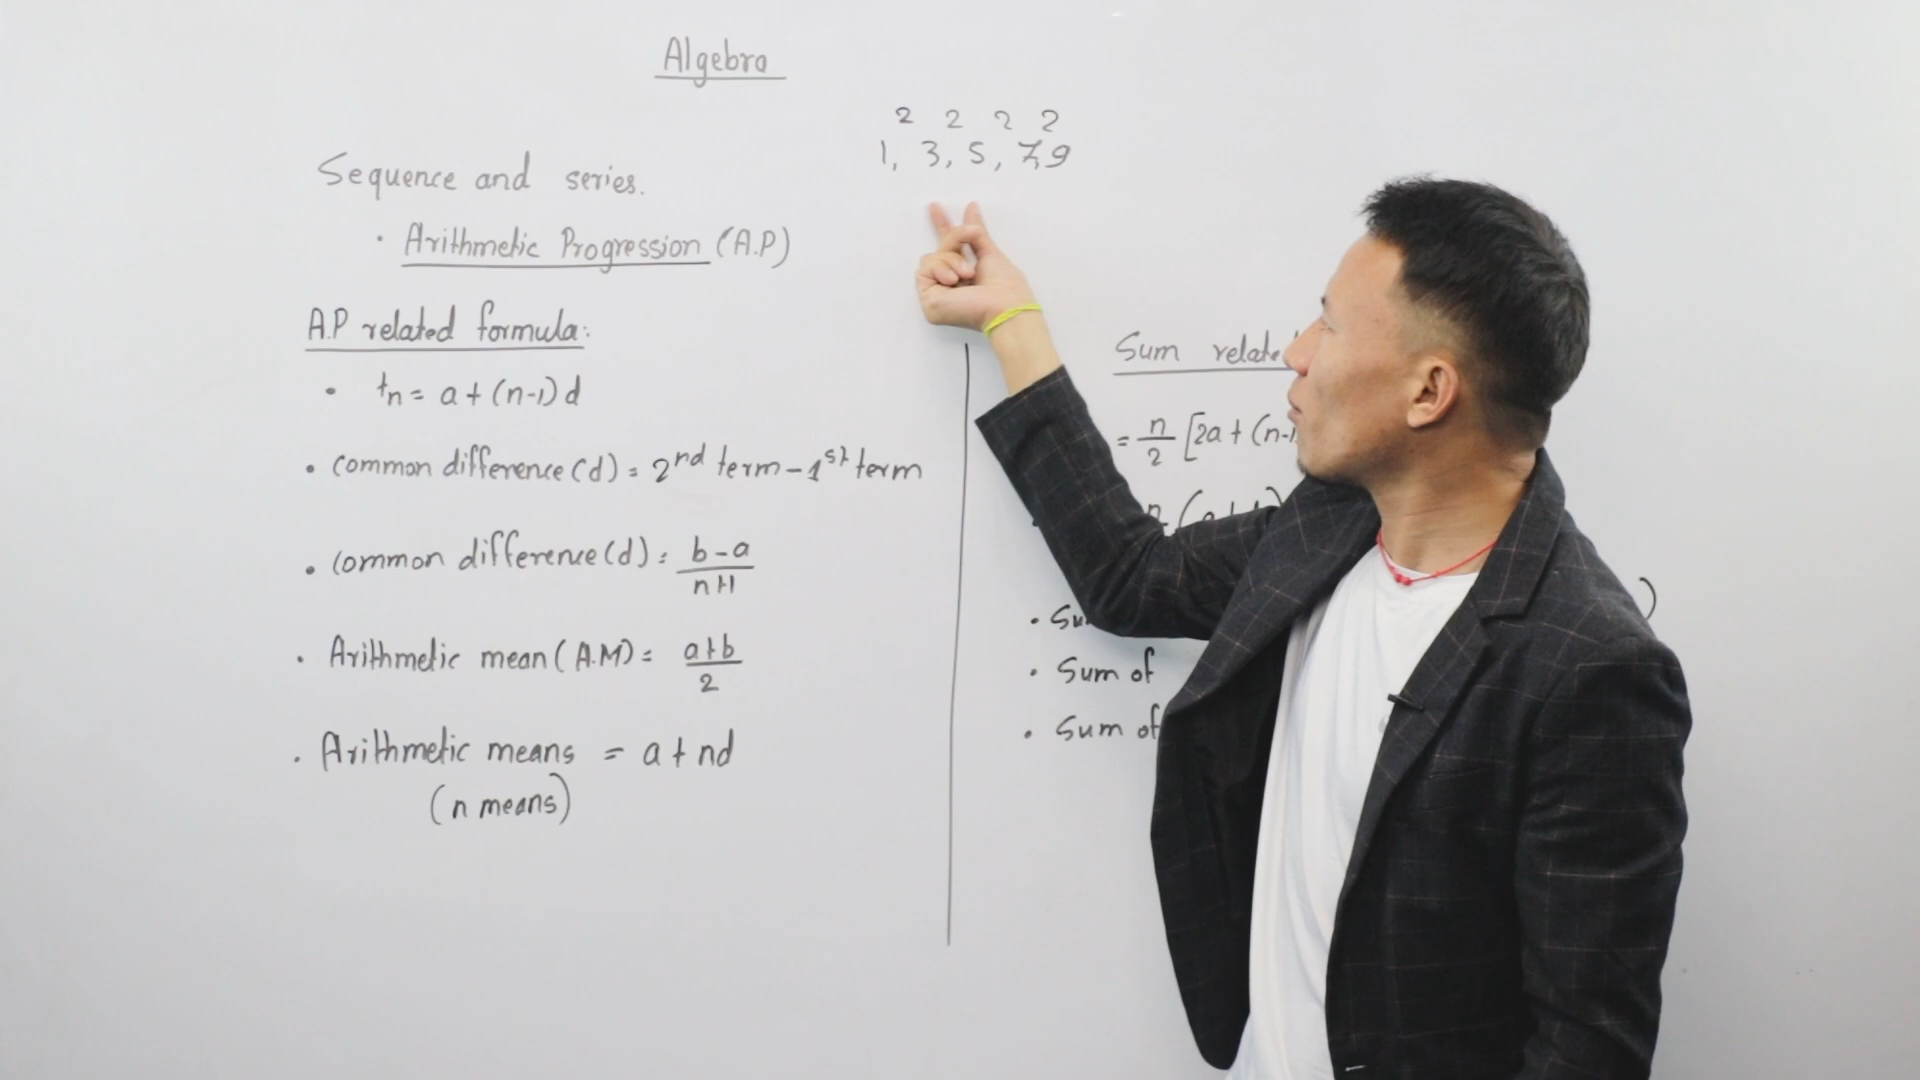 Algebra
2 2 2 2
1, 3, 5, 7, 9
Sequence and series.
• Arithmetic Progression (A.P)
A.P related formula:
• tn = a + (n-1) d
• common difference (d) = 2nd term - 1st term
• common difference (d) = b-a
n+1
• Arithmetic mean (A.M) = a+b
2
• Arithmetic means = a + nd
(n means)
Sum
= n [2a + (n-1
2
n (a+
)
•
• Sum of
• Sum of